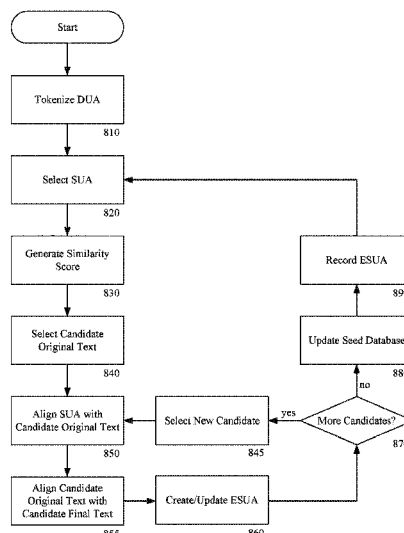 Start
Tokenize DUA
810
Select SUA
820
Generate Similarity
Score
830
Record ESUA
Select Candidate
Original Text
840
Update Seed Database
no
Align SUA with
Candidate Original Text
850
Select New Candidate
845
yes
More Candidates?
Align Candidate
Original Text with
Candidate Final Text
Create/Update ESUA